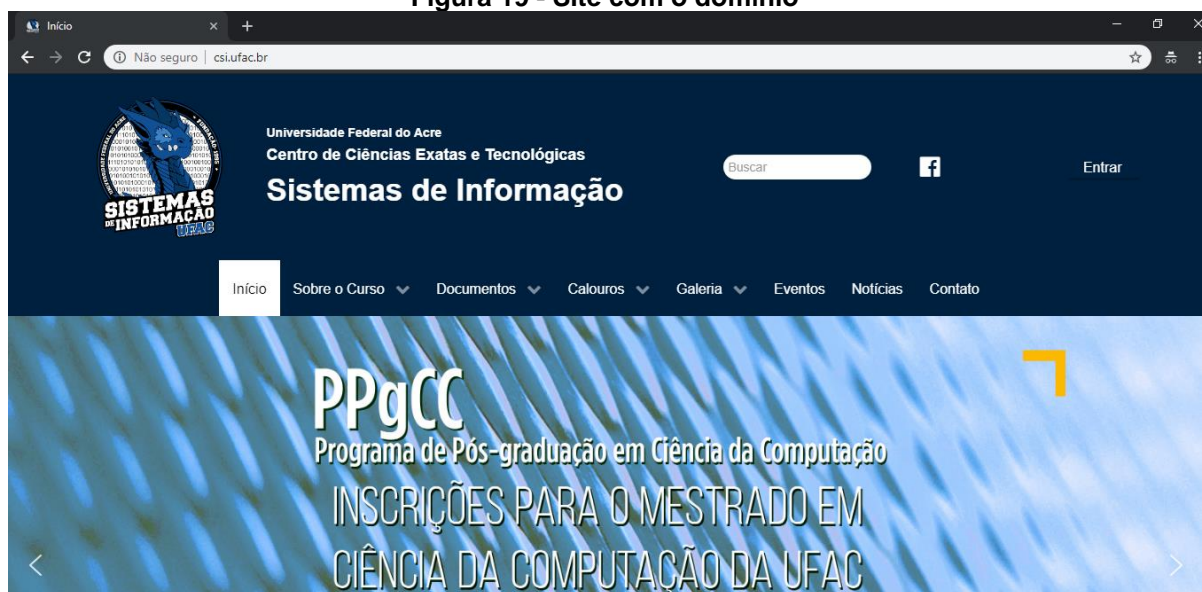 Figura 19 - Site com o domínio
Início
Não seguro | csi.ufac.br
Universidade Federal do Acre
Centro de Ciências Exatas e Tecnológicas
Sistemas de Informação
Buscar
Entrar
SISTEMAS
DE INFORMAÇÃO
UFAC
Início Sobre o Curso Documentos Calouros Galeria Eventos Notícias Contato
PPgCC
Programa de Pós-graduação em Ciência da Computação
INSCRIÇÕES PARA O MESTRADO EM
CIÊNCIA DA COMPUTAÇÃO DA UFAC